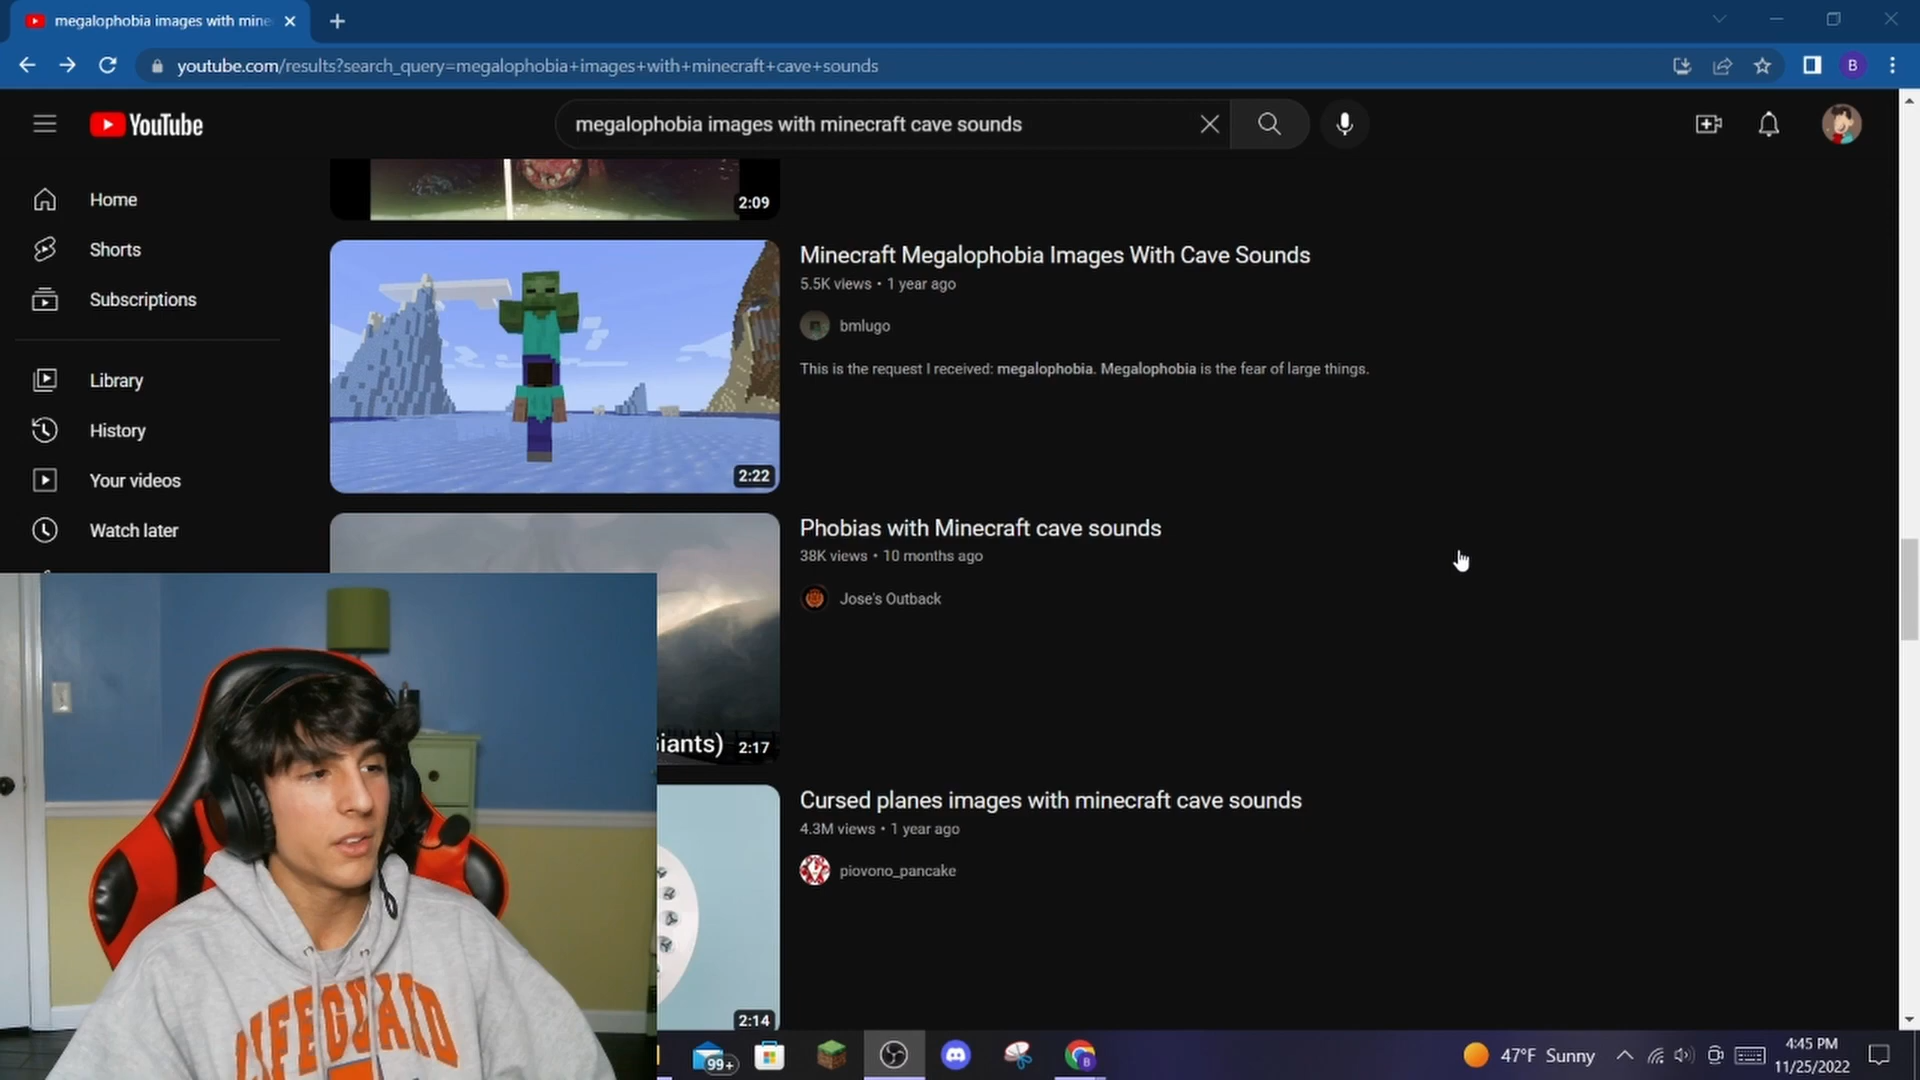 megalophobia images with mine
youtube.com/results?search_query=megalophobia+images+with+minecraft+cave+sounds
B
YouTube
megalophobia images with minecraft cave sounds
Home
Shorts
Subscriptions
Library
History
Your videos
Watch later
2:09
Minecraft Megalophobia Images With Cave Sounds
5.5K views • 1 year ago
bmlugo
This is the request I received: megalophobia. Megalophobia is the fear of large things.
2:22
Phobias with Minecraft cave sounds
38K views • 10 months ago
Jose's Outback
iants)
2:17
Cursed planes images with minecraft cave sounds
4.3M views • 1 year ago
piovono_pancake
2:14
LIFEGUARD
99+
B
47°F Sunny
4:45 PM
11/25/2022